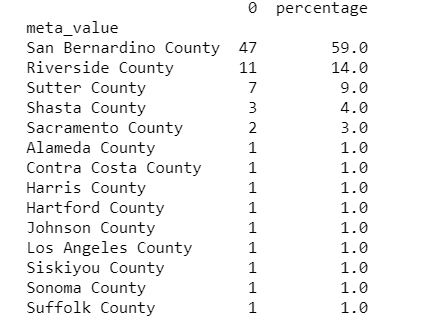 0 percentage
meta_value
San Bernardino County 47 59.0
Riverside County 11 14.0
Sutter County 7 9.0
Shasta County 3 4.0
Sacramento County 2 3.0
Alameda County 1 1.0
Contra Costa County 1 1.0
Harris County 1 1.0
Hartford County 1 1.0
Johnson County 1 1.0
Los Angeles County 1 1.0
Siskiyou County 1 1.0
Sonoma County 1 1.0
Suffolk County 1 1.0